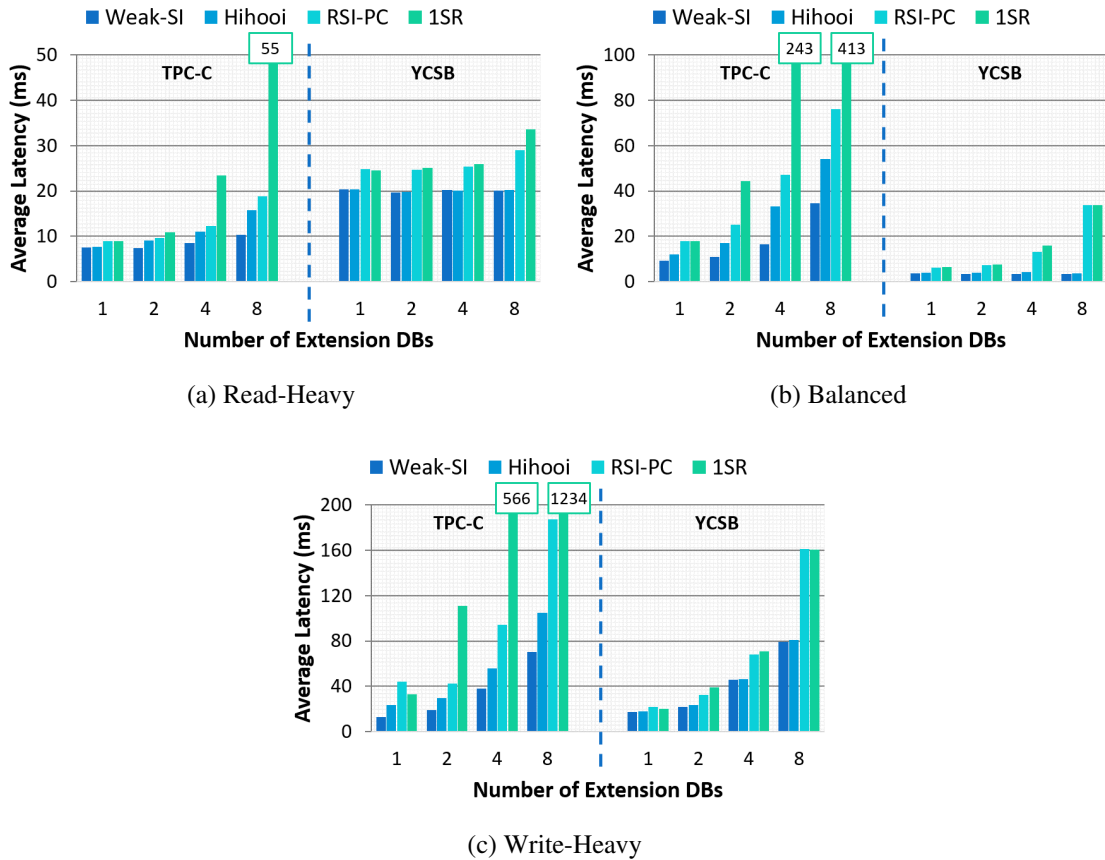 Weak-SI Hihooi RSI-PC 1SR
55
50
40
30
20
10
0
TPC-C YCSB
Average Latency (ms)
1 2 4 8 1 2 4 8
Number of Extension DBs
(a) Read-Heavy
Weak-SI Hihooi RSI-PC 1SR
243 413
100
80
60
40
20
0
TPC-C YCSB
Average Latency (ms)
1 2 4 8 1 2 4 8
Number of Extension DBs
(b) Balanced
Weak-SI Hihooi RSI-PC 1SR
566 1234
200
160
120
80
40
0
TPC-C YCSB
Average Latency (ms)
1 2 4 8 1 2 4 8
Number of Extension DBs
(c) Write-Heavy